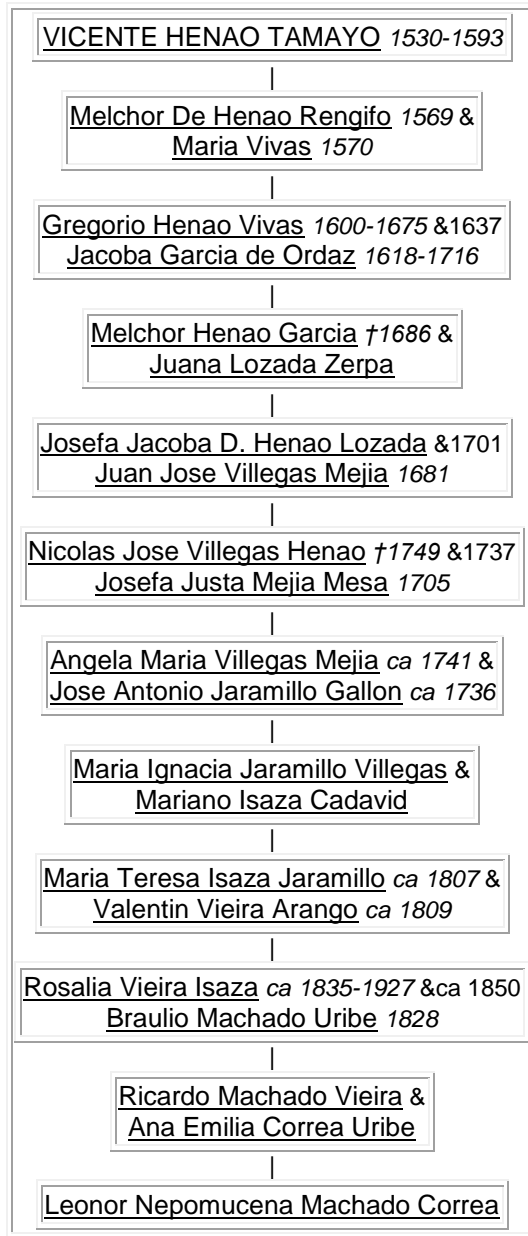 VICENTE HENAO TAMAYO 1530-1593
|
Melchor De Henao Rengifo 1569 &
Maria Vivas 1570
|
Gregorio Henao Vivas 1600-1675 &1637
Jacoba Garcia de Ordaz 1618-1716
|
Melchor Henao Garcia †1686 &
Juana Lozada Zerpa
|
Josefa Jacoba D. Henao Lozada &1701
Juan Jose Villegas Mejia 1681
|
Nicolas Jose Villegas Henao †1749 &1737
Josefa Justa Mejia Mesa 1705
|
Angela Maria Villegas Mejia ca 1741 &
Jose Antonio Jaramillo Gallon ca 1736
|
Maria Ignacia Jaramillo Villegas &
Mariano Isaza Cadavid
|
Maria Teresa Isaza Jaramillo ca 1807 &
Valentin Vieira Arango ca 1809
|
Rosalia Vieira Isaza ca 1835-1927 &ca 1850
Braulio Machado Uribe 1828
|
Ricardo Machado Vieira &
Ana Emilia Correa Uribe
|
Leonor Nepomucena Machado Correa